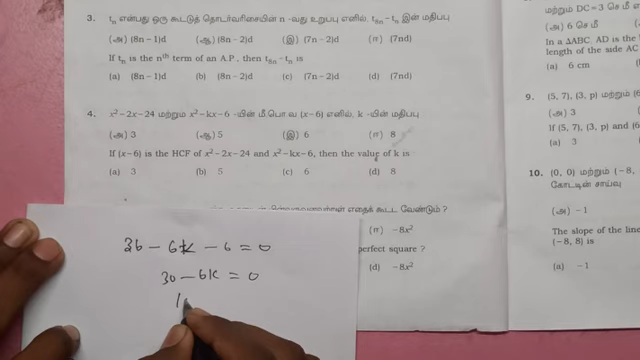 3. tₙ என்பது ஒரு கூட்டுத் தொடர்வரிசையின் n -வது உறுப்பு எனில், t₈ₙ – tₙ இன் மதிப்பு
(அ) (8n – 1)d (ஆ) (8n – 2)d (இ) (7n – 2)d (ஈ) (7nd)
If tₙ is the nᵗʰ term of an A.P., then t₈ₙ – tₙ is
(a) (8n – 1)d (b) (8n – 2)d (c) (7n – 2)d (d) (7nd)
4. x² – 2x – 24 மற்றும் x² – kx – 6 -யின் மீ.பொ.வ (x – 6) எனில், k -யின் மதிப்பு
(அ) 3 (ஆ) 5 (இ) 6 (ஈ) 8
If (x – 6) is the HCF of x² – 2x – 24 and x² – kx – 6, then the value of k is
(a) 3 (b) 5 (c) 6 (d) 8
எதைக் கூட்ட வேண்டும் ?
(ஈ) – 8x²
perfect square ?
(d) – 8x²
மற்றும் DC = 3 செ.மீ
(அ) 6 செ.மீ
In a ΔABC, AD is the
length of the side AC
(a) 6 cm
9. (5, 7), (3, p) மற்றும் (6
(அ) 3
If (5, 7), (3, p) and (6
(a) 3
10. (0, 0) மற்றும் (– 8,
கோட்டின் சாய்வு
(அ) – 1
The slope of the line
(– 8, 8) is
(a) – 1
36 – 6k – 6 = 0
30 – 6k = 0